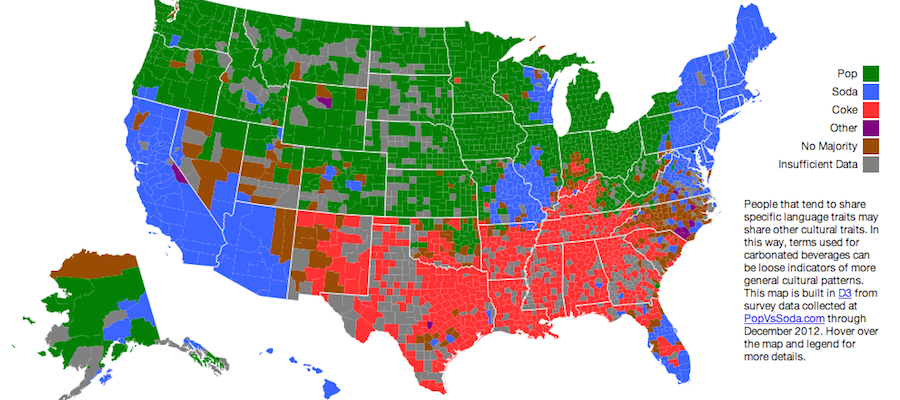 Pop
Soda
Coke
Other
No Majority
Insufficient Data
People that tend to share
specific language traits may
share other cultural traits. In
this way, terms used for
carbonated beverages can
be loose indicators of more
general cultural patterns.
This map is built in D3 from
survey data collected at
PopVsSoda.com through
December 2012. Hover over
the map and legend for
more details.